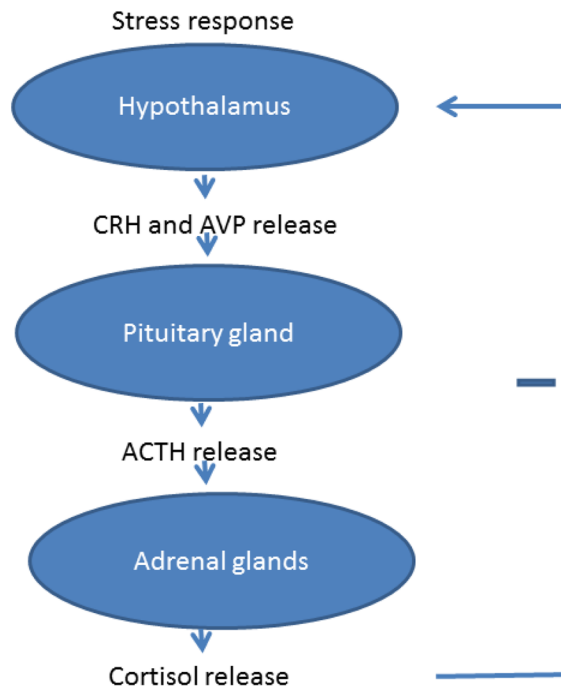 Stress response
Hypothalamus
CRH and AVP release
Pituitary gland
ACTH release
Adrenal glands
Cortisol release